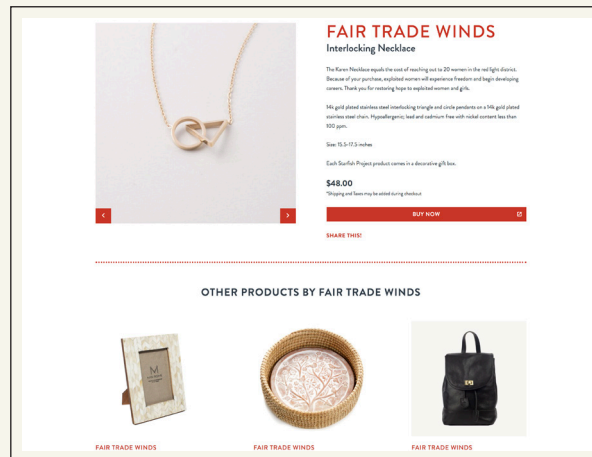 FAIR TRADE WINDS
Interlocking Necklace
The Karen Necklace equals the cost of reaching out to 20 women in the red light district.
Because of your purchase, exploited women will experience freedom and begin developing
careers. Thank you for restoring hope to exploited women and girls.
14k gold plated stainless steel interlocking triangle and circle pendants on a 14k gold plated
stainless steel chain. Hypoallergenic; lead and cadmium free with nickel content less than
100 ppm.
Size: 15.5-17.5 inches
Each Starfish Project product comes in a decorative gift box.
$48.00
*Shipping and Taxes may be added during checkout
BUY NOW
SHARE THIS!
OTHER PRODUCTS BY FAIR TRADE WINDS
M
FAIR TRADE WINDS
FAIR TRADE WINDS
FAIR TRADE WINDS